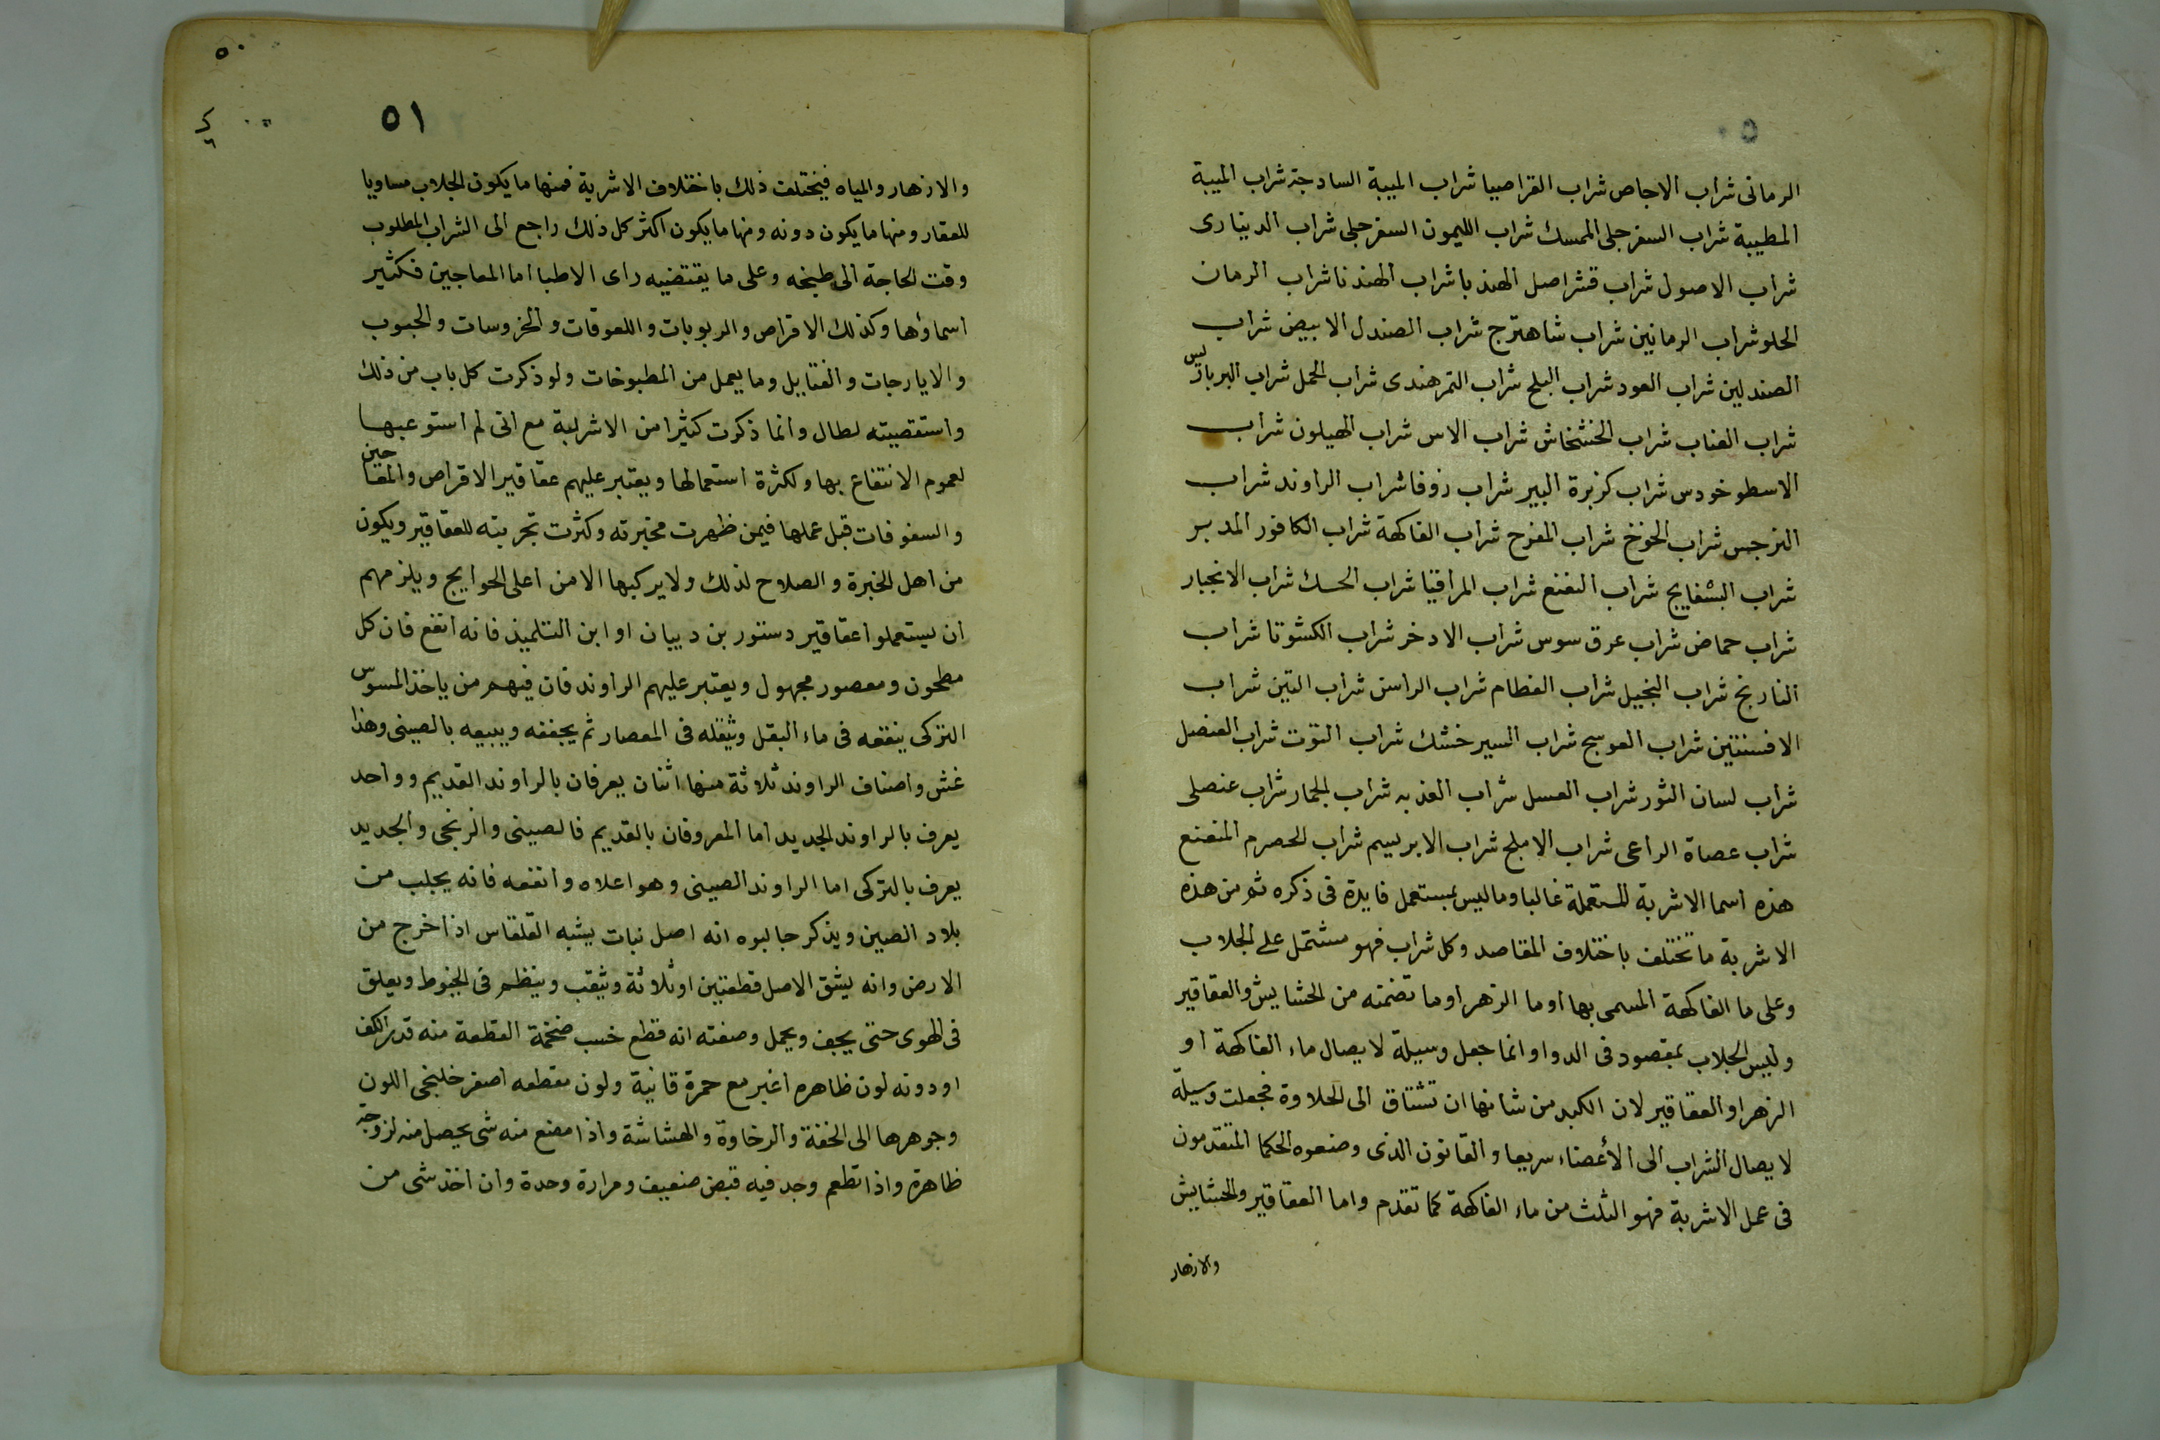 ٥٠
الرمانى شراب الاجاص شراب القراصيا شراب الميبة السادجة شراب الميبة
المطيبة شراب السفرجلى الممسك شراب الليمون السفرجلى شراب الدينارى
شراب الاصول شراب قشر اصل الهندبا شراب الهندنا شراب الرمان
الحلو شراب الرمانين شراب شاهترج شراب الصندل الابيض شراب
الصندلين شراب العود شراب البلح شراب التمرهندى شراب الحمل شراب البرباريس
شراب العناب شراب الخشخاش شراب الاس شراب الهيلون شراب
الاسطوخودس شراب كزبرة البير شراب زوفا شراب الراوند شراب
النرجس شراب الخوخ شراب المفرح شراب الفاكهة شراب الكافور المدبر
شراب البشفايج شراب النعنع شراب المراقيا شراب الحسك شراب الانجبار
شراب حماض شراب عرق سوس شراب الادخر شراب الكشوتا شراب
النارنج شراب النجيل شراب الفطام شراب الراسن شراب التين شراب
الافسنتين شراب العوسج شراب السيرخشك شراب التوت شراب العنصل
شراب لسان الثور شراب العسل شراب العذبه شراب الجمار شراب عنصلى
شراب عصاة الراعى شراب الاملج شراب الابريسم شراب الحصرم المنعنع
هذه اسما الاشربة المستعملة غالبا وما ليس بمستعمل فايدة فى ذكره ثم من هذه
الاشربة ما تختلف باختلاف المقاصد وكل شراب فهو مشتمل على الجلاب
وعلى ما الفاكهة المسمى بها اوما الزهر اوما تضمنه من الحشايش والعقاقير
وليس الجلاب بمقصود فى الدوا وانما جعل وسيلة لايصال ماء الفاكهة او
الزهر او العقاقير لان الكبد من شانها ان تشتاق الى الحلاوة فجعلت وسيلة
لايصال الشراب الى الأعضاء سريعا والقانون الذى وضعوه الحكما المتقدمون
فى عمل الاشربة فهو الثلث من ماء الفاكهة كما تقدم واما العقاقير والحشايش
والازهار
٥٠
٥١
والازهار والمياه فيختلف ذلك باختلاف الاشربة فمنها ما يكون الجلاب مساويا
للعقار ومنها ما يكون دونه ومنها ما يكون اكثر كل ذلك راجع الى الشراب المطلوب
وقت الحاجة الى طبخه وعلى ما يقتضيه راى الاطبا اما المعاجين فكثير
اسماؤها وكذلك الاقراص والربوبات واللعوقات والمخروسات والحبوب
والايارجات والفتايل وما يعمل من المطبوخات ولو ذكرت كل باب من ذلك
واستقصيته لطال وانما ذكرت كثيرا من الاشربة مع انى لم استوعبها
لعموم الانتفاع بها ولكثرة استعمالها ويعتبر عليهم عقاقير الاقراص والمعاجين
والسفوفات قبل عملها فيمن ظهرت مخبرته وكثرت تجربته للعقاقير ويكون
من اهل الخبرة والصلاح لذلك ولا يركبها الا من اعلى الحوايج ويلزمهم
ان يستعملوا عقاقير دستور بن دبيان او ابن التلميذ فانه انفع فان كل
مطحون ومعصور مجهول ويعتبر عليهم الراوند فان فيهم من ياخذ المسوس
التركى ينقعه فى ماء البقل وثيقله فى المعصار ثم يجففه ويبيعه بالصينى وهذا
غش واصناف الراوند ثلاثة منها اثنان يعرفان بالراوند القديم وواحد
يعرف بالراوند الجديد اما المعروفان بالقديم فالصينى والزنجى والجديد
يعرف بالتركى اما الراوند الصينى وهو اعلاه وانفعه فانه يجلب من
بلاد الصين ويذكر جالبوه انه اصل نبات يشبه القلقاس اذا خرج من
الارض وانه يشق الاصل قطعتين او ثلاثة وثيقب وينظم فى الخيوط ويعلق
فى الهوى حتى يجف ويحمل وصفته انه قطع خسب ضخمة القطعة منه قدر الكف
او دونه لون ظاهره اغبر مع حمرة قانية ولون مقطعه اصفر خلنجى اللون
وجوهرها الى الخفة والرخاوة والهشاشة واذا مضغ منه شى يحصل منه لزوجة
ظاهرة واذا تطعم وجد فيه قبض ضعيف ومرارة وحدة وان اخذ شى من